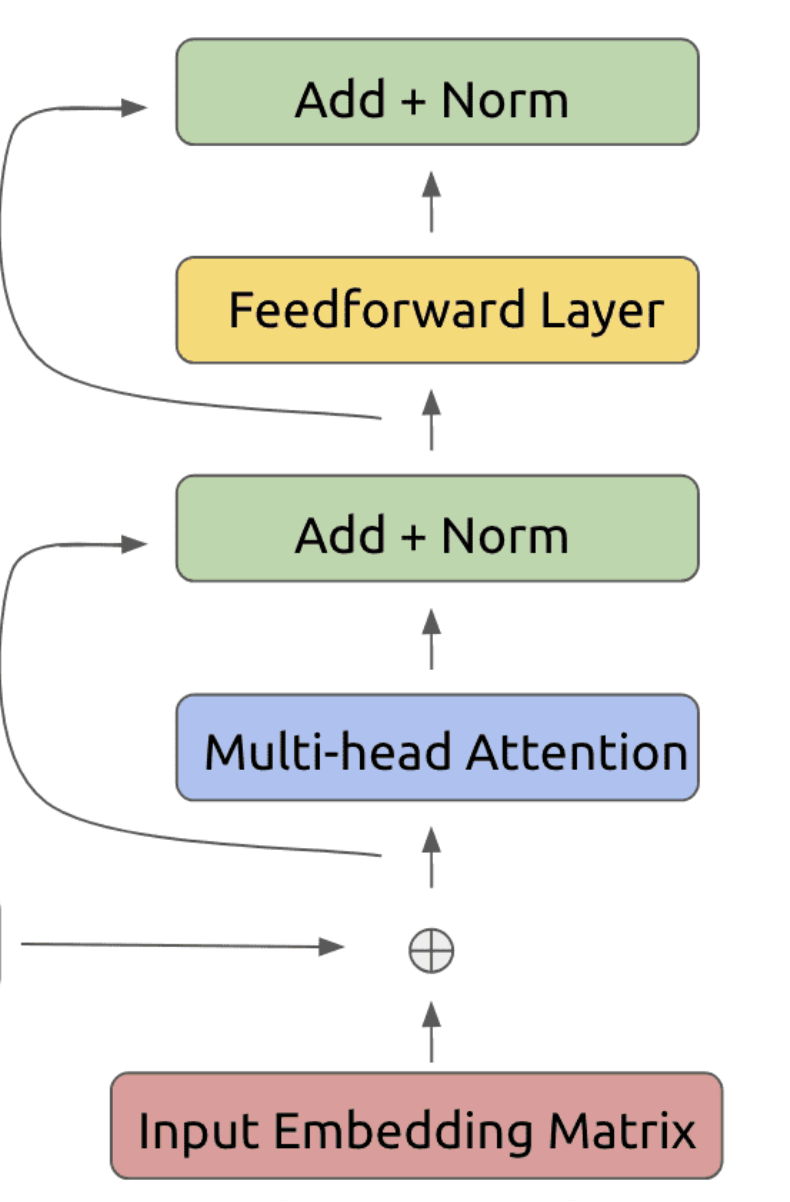 Add + Norm
Feedforward Layer
Add + Norm
Multi-head Attention
Input Embedding Matrix